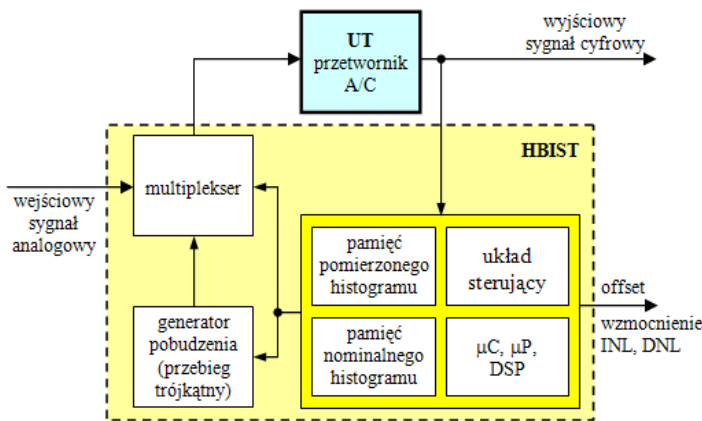 UT
przetwornik
A/C
wyjściowy
sygnał cyfrowy
HBIST
multiplekser
wejściowy
sygnał
analogowy
pamięć
pomierzonego
histogramu
układ
sterujący
generator
pobudzenia
(przebieg
trójkątny)
pamięć
nominalnego
histogramu
μC, μP,
DSP
offset
wzmocnienie
INL, DNL